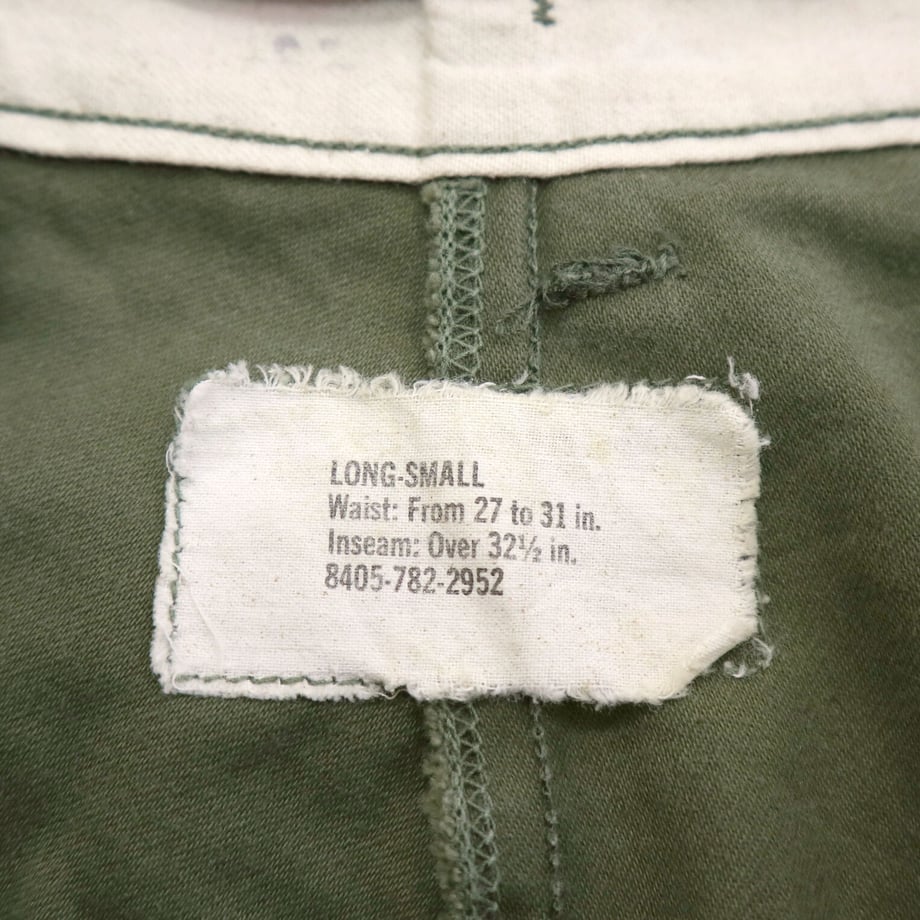 LONG-SMALL
Waist: From 27 to 31 in.
Inseam: Over 32½ in.
8405-782-2952